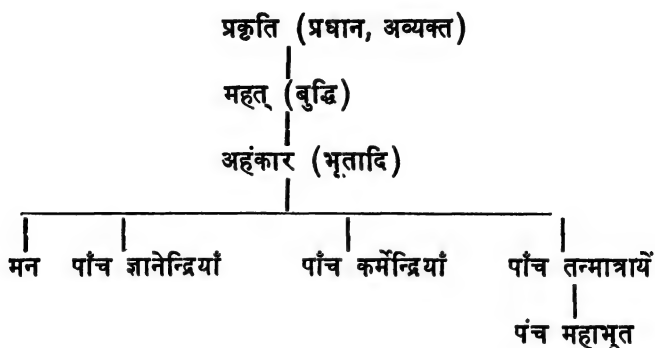 प्रकृति (प्रधान, अव्यक्त)
महत् (बुद्धि)
अहंकार (भूतादि)
मन पाँच ज्ञानेन्द्रियाँ पाँच कर्मेन्द्रियाँ पाँच तन्मात्रायें
पंच महाभूत